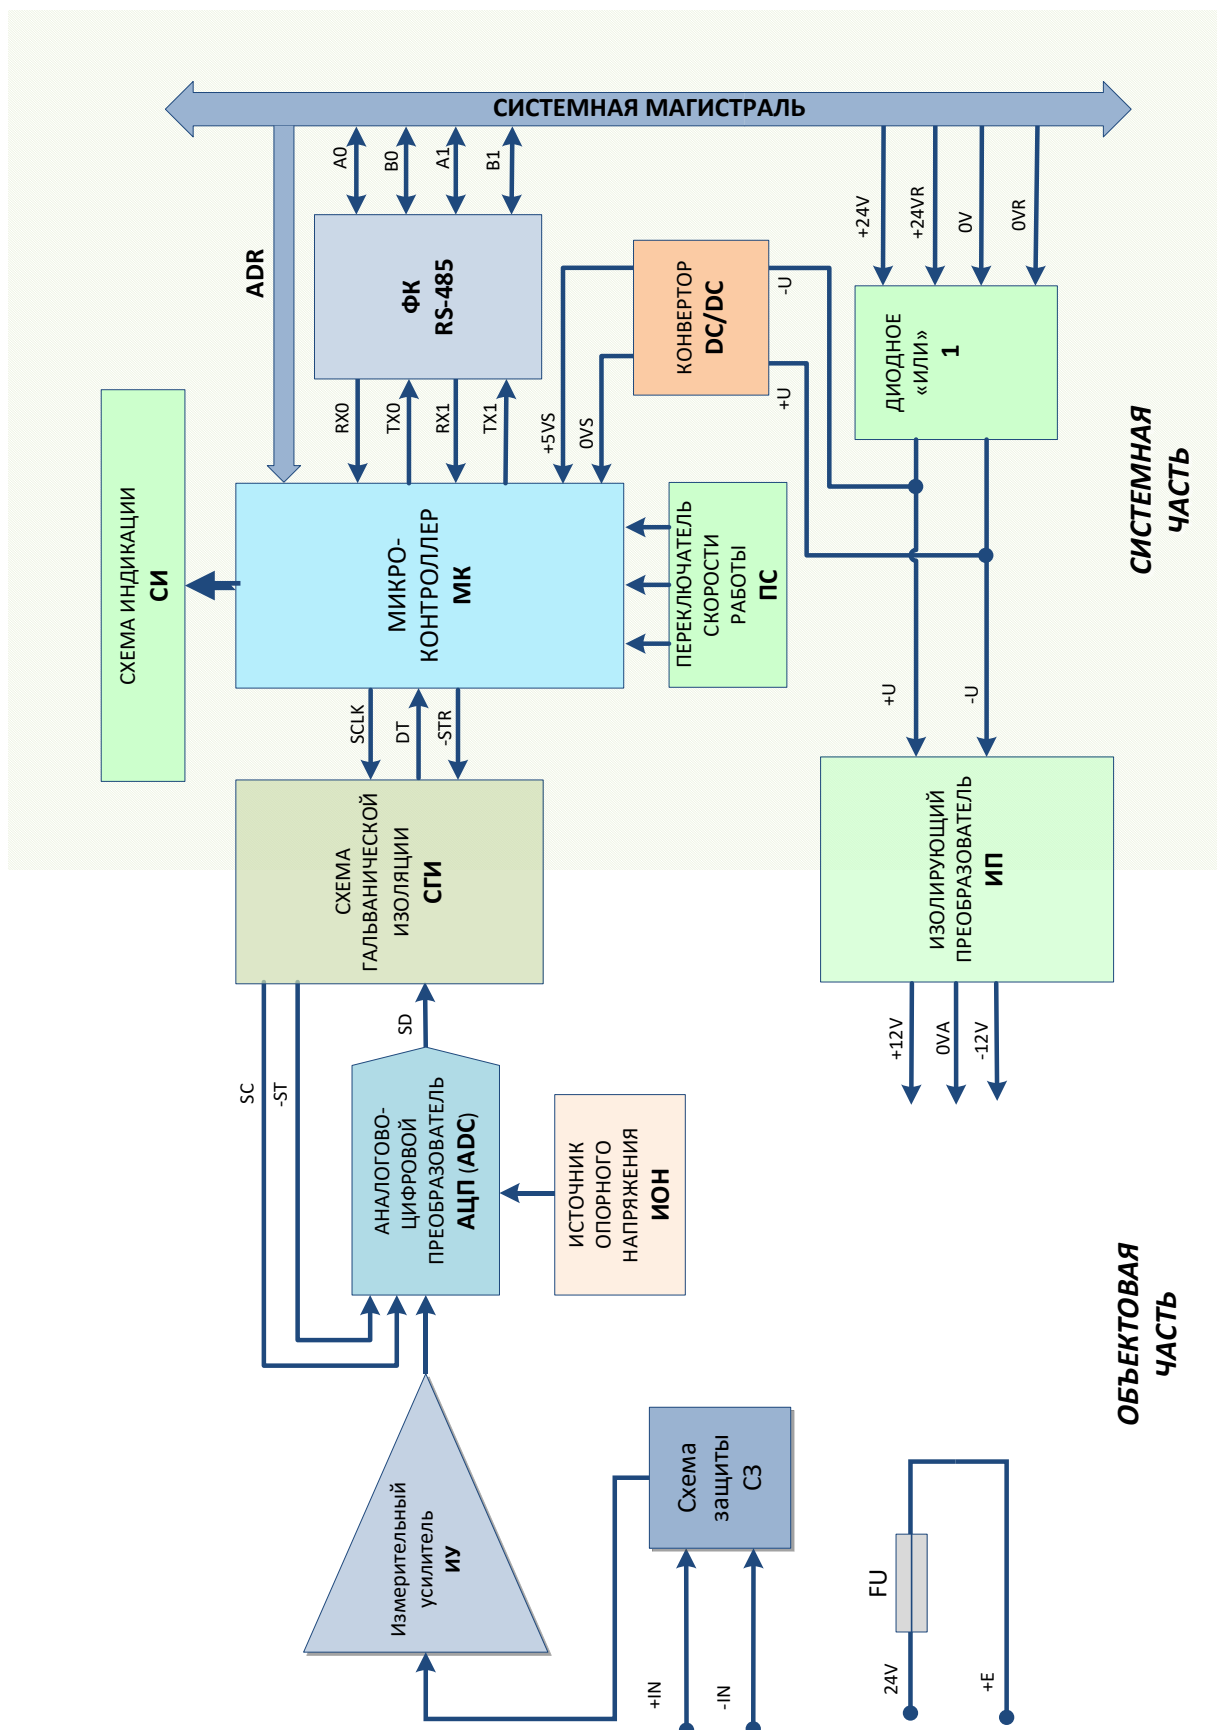 СИСТЕМНАЯ МАГИСТРАЛЬ
ADR
A0
B0
A1
B1
+24V
+24VR
0V
0VR
ФК
RS-485
КОНВЕРТОР
DC/DC
-U
+U
ДИОДНОЕ
«ИЛИ»
1
RX0
TX0
RX1
TX1
+5VS
0VS
СХЕМА ИНДИКАЦИИ
СИ
МИКРО-
КОНТРОЛЛЕР
МК
ПЕРЕКЛЮЧАТЕЛЬ
СКОРОСТИ
РАБОТЫ
ПС
СИСТЕМНАЯ
ЧАСТЬ
SCLK
DT
-STR
+U
-U
СХЕМА
ГАЛЬВАНИЧЕСКОЙ
ИЗОЛЯЦИИ
СГИ
ИЗОЛИРУЮЩИЙ
ПРЕОБРАЗОВАТЕЛЬ
ИП
SC
-ST
SD
+12V
0VA
-12V
АНАЛОГОВО-
ЦИФРОВОЙ
ПРЕОБРАЗОВАТЕЛЬ
АЦП (ADC)
ИСТОЧНИК
ОПОРНОГО
НАПРЯЖЕНИЯ
ИОН
ОБЪЕКТОВАЯ
ЧАСТЬ
Измерительный
усилитель
ИУ
Схема
защиты
СЗ
+IN
-IN
FU
24V
+E